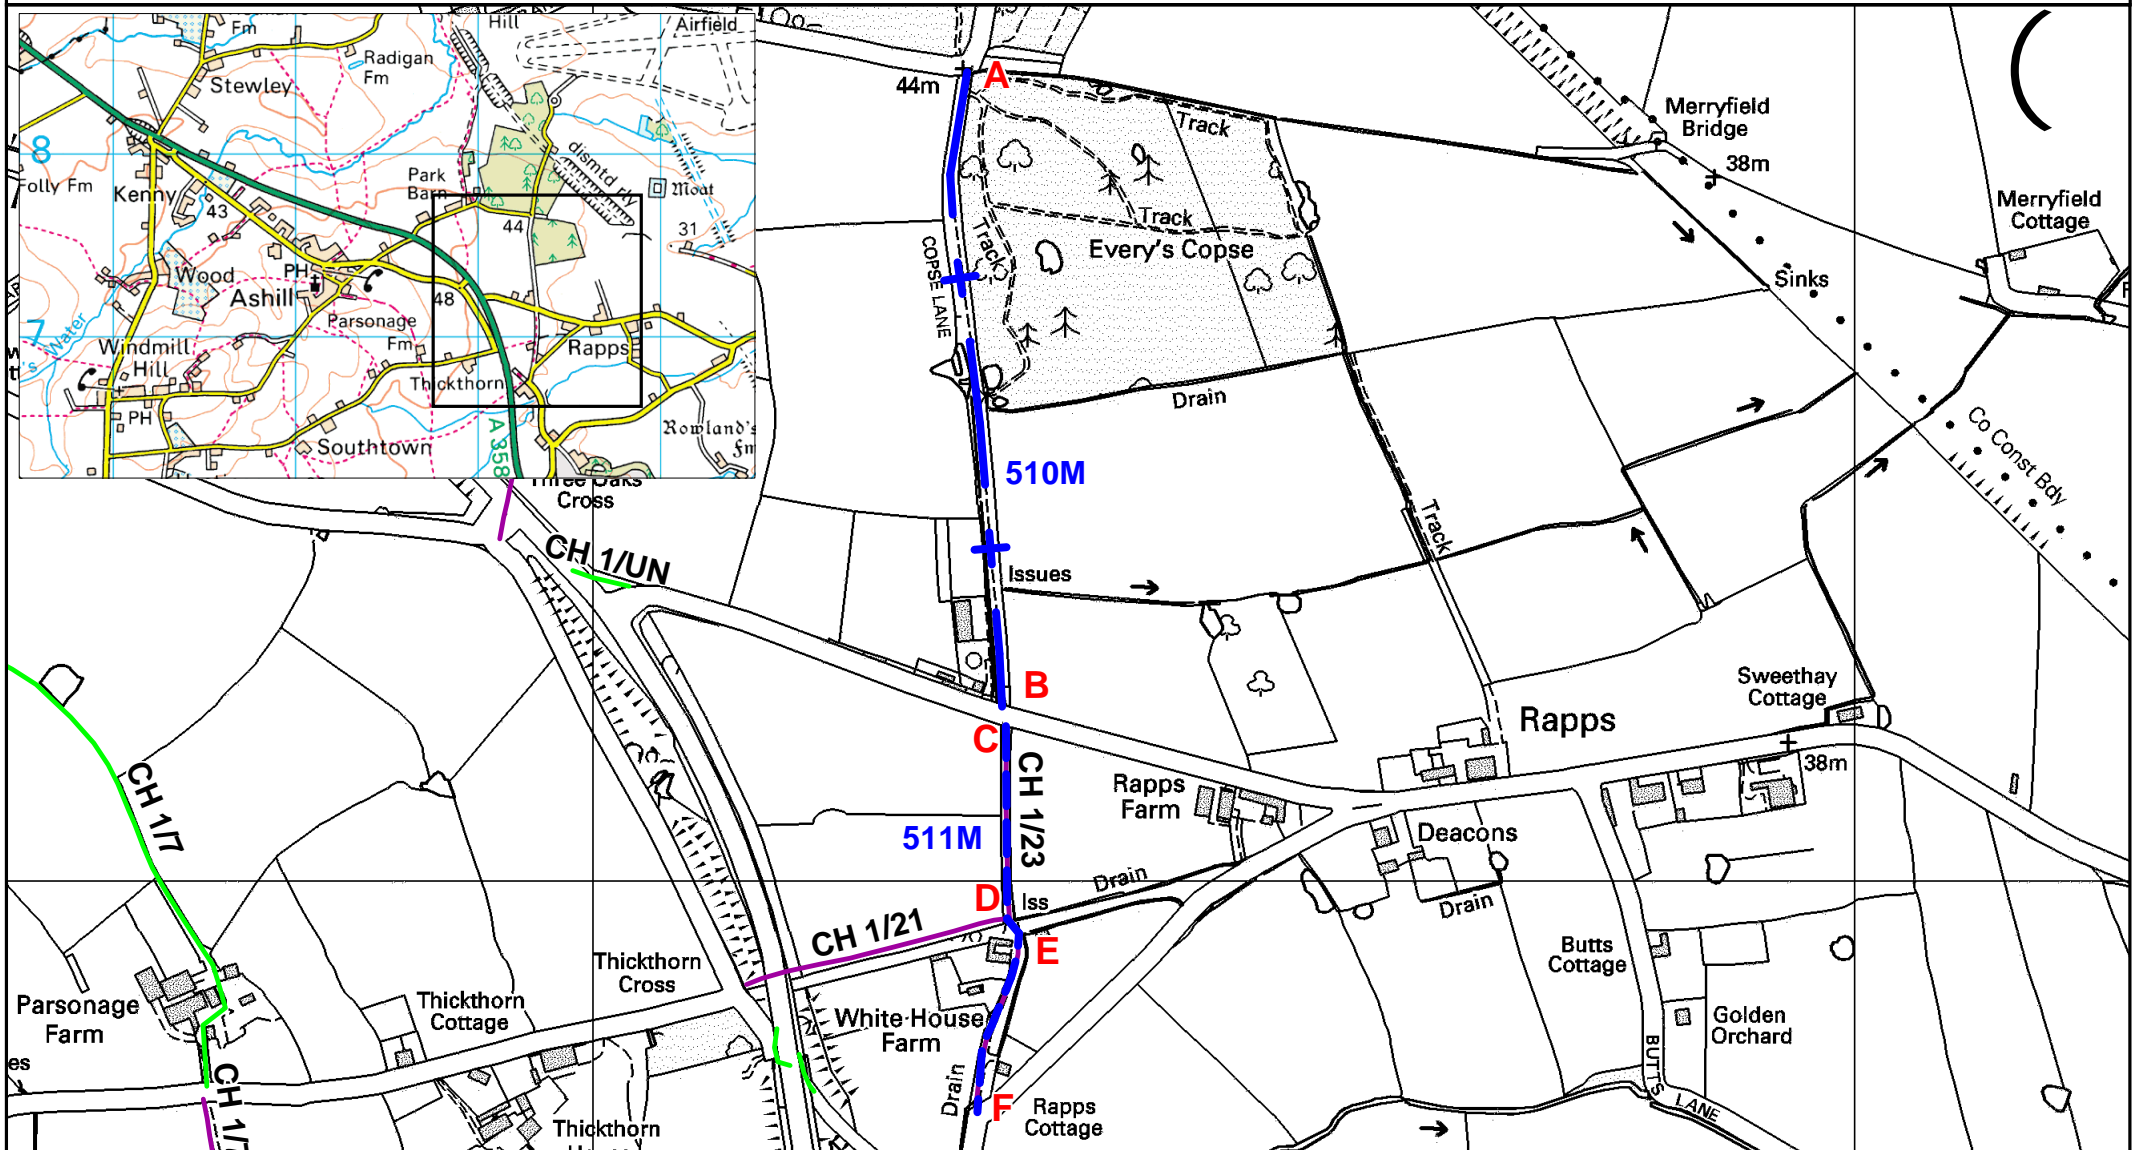 Fm
Hill
Airfield
Radigan
Fm
Stewley
8
dismtd rly
Folly Fm
Kenny
43
Park
Barn
Moat
44
31
Wood
PH
Ashill
48
Parsonage
Fm
7
Water
Windmill
Hill
Rapps
Thickthorn
PH
A 358
Rowland's
Fm
Southtown
44m
A
Track
Merryfield
Bridge
38m
Merryfield
Cottage
Track
Every's Copse
Track
COPSE LANE
Sinks
Drain
Co Const Bdy
510M
Track
Three Oaks
Cross
CH 1/UN
Issues
B
Sweethay
Cottage
Rapps
C
CH 1/23
38m
Rapps
Farm
CH 1/7
511M
Deacons
D
Iss
Drain
Drain
CH 1/21
E
Butts
Cottage
Thickthorn
Cross
Parsonage
Farm
Thickthorn
Cottage
White House
Farm
Golden
Orchard
es
CH 1/
Drain
F
Rapps
Cottage
BUTTS LANE
Thickthorn